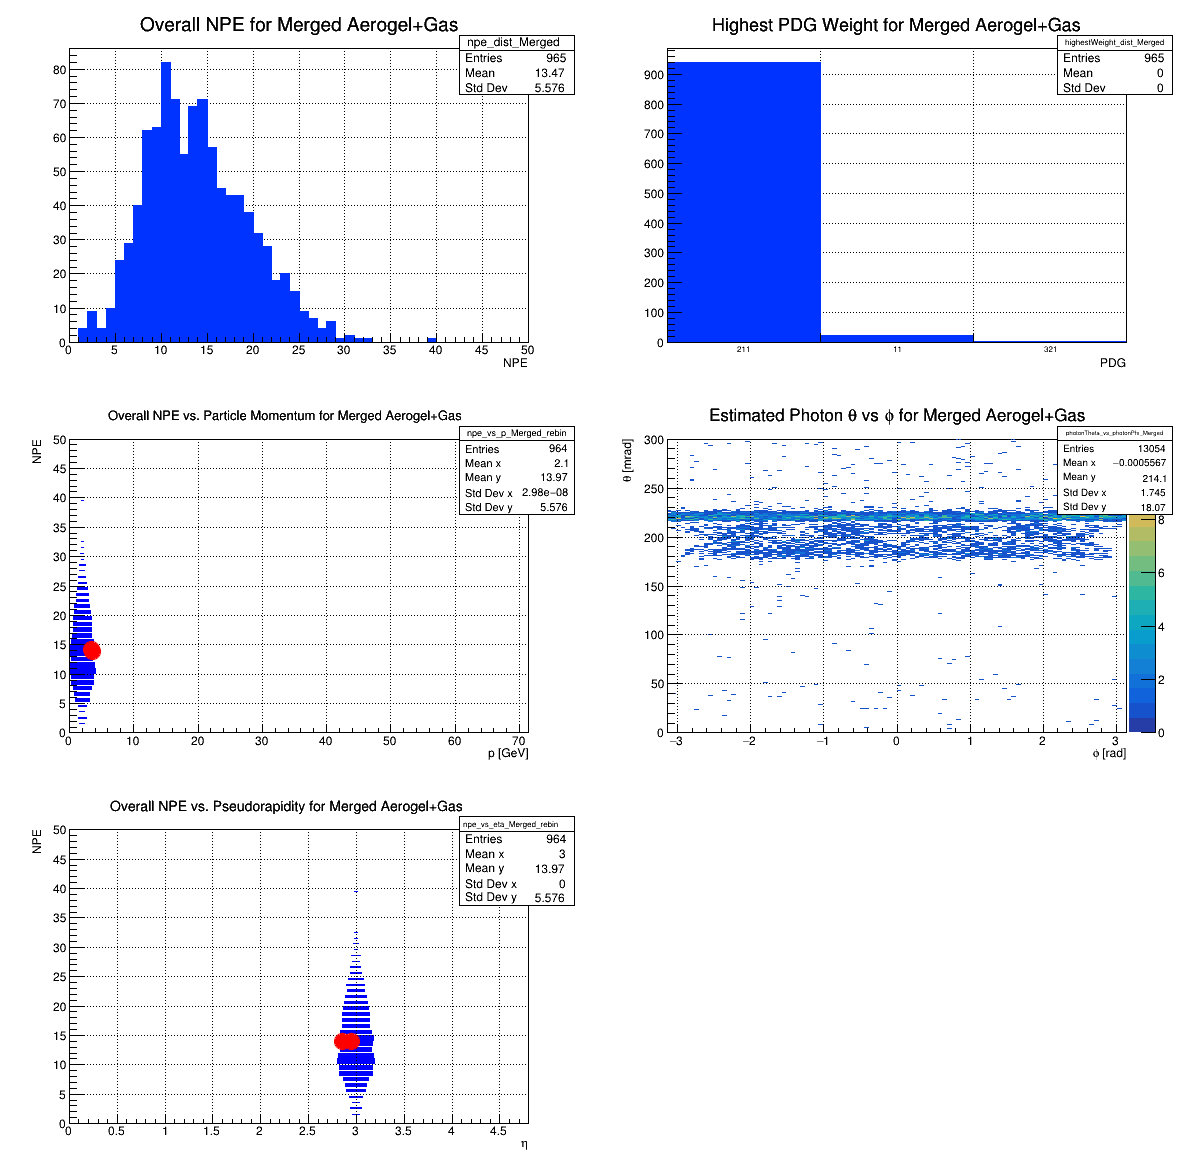 Overall NPE for Merged Aerogel+Gas
npe_dist_Merged
Entries 965
Mean 13.47
Std Dev 5.576
80
70
60
50
40
30
20
10
0
0 5 10 15 20 25 30 35 40 45 50
NPE
Highest PDG Weight for Merged Aerogel+Gas
highestWeight_dist_Merged
Entries 965
Mean 0
Std Dev 0
900
800
700
600
500
400
300
200
100
0
211 11 321
PDG
Overall NPE vs. Particle Momentum for Merged Aerogel+Gas
npe_vs_p_Merged_rebin
Entries 964
Mean x 2.1
Mean y 13.97
Std Dev x 2.98e−08
Std Dev y 5.576
NPE
50
45
40
35
30
25
20
15
10
5
0
0 10 20 30 40 50 60 70
p [GeV]
Estimated Photon θ vs ϕ for Merged Aerogel+Gas
photonTheta_vs_photonPhi_Merged
Entries 13054
Mean x −0.0005567
Mean y 214.1
Std Dev x 1.745
Std Dev y 18.07
θ [mrad]
300
250
200
150
100
50
0
−3 −2 −1 0 1 2 3
ϕ [rad]
8
6
4
2
0
Overall NPE vs. Pseudorapidity for Merged Aerogel+Gas
npe_vs_eta_Merged_rebin
Entries 964
Mean x 3
Mean y 13.97
Std Dev x 0
Std Dev y 5.576
NPE
50
45
40
35
30
25
20
15
10
5
0
0 0.5 1 1.5 2 2.5 3 3.5 4 4.5
η